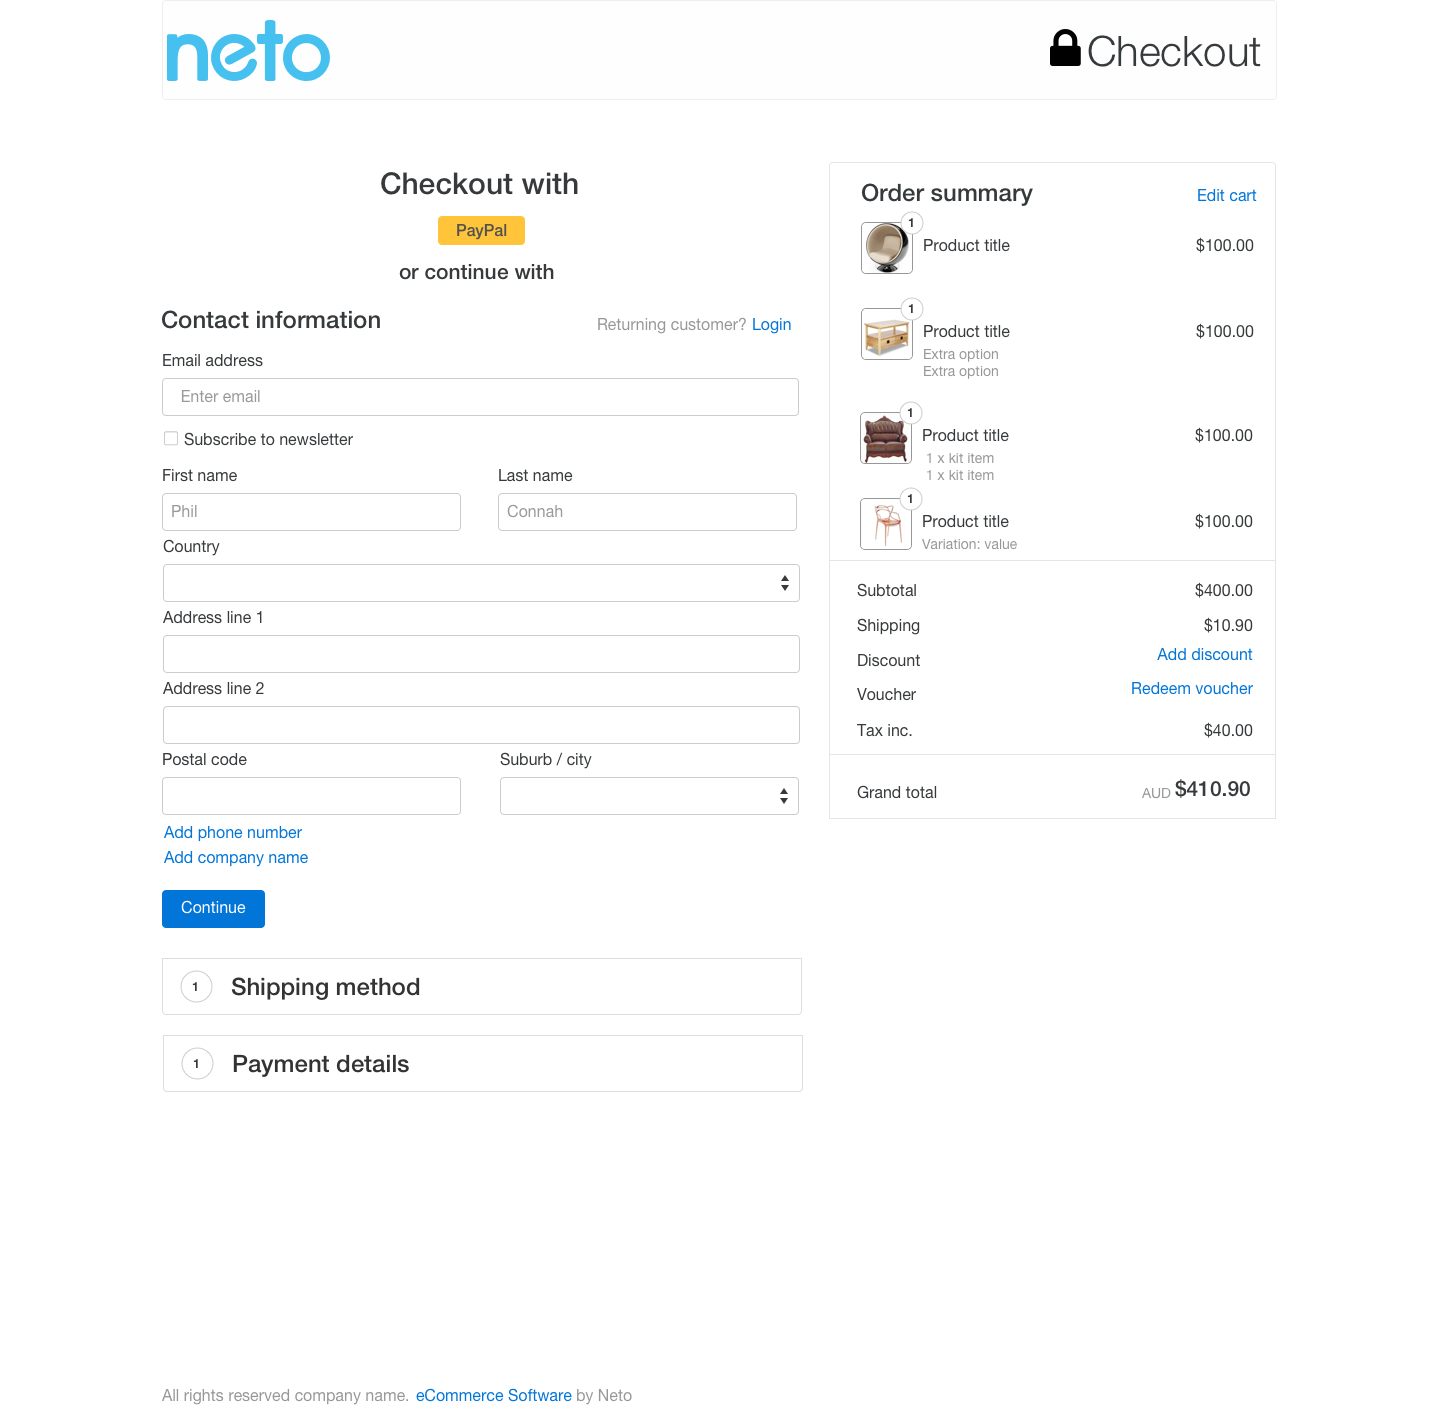 neto
Checkout
Checkout with
PayPal
or continue with
Contact information
Returning customer? Login
Email address
Enter email
Subscribe to newsletter
First name
Last name
Phil
Connah
Country
Address line 1
Address line 2
Postal code
Suburb / city
Add phone number
Add company name
Continue
1 Shipping method
1 Payment details
Order summary
Edit cart
1
Product title $100.00
1
Product title $100.00
Extra option
Extra option
1
Product title $100.00
1 x kit item
1 x kit item
1
Product title $100.00
Variation: value
Subtotal $400.00
Shipping $10.90
Discount Add discount
Voucher Redeem voucher
Tax inc. $40.00
Grand total AUD $410.90
All rights reserved company name. eCommerce Software by Neto